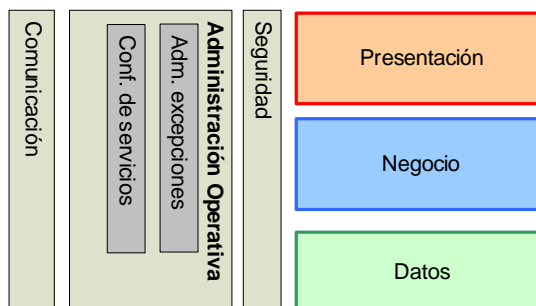 Comunicación
Conf. de servicios
Adm. excepciones
Administración Operativa
Seguridad
Presentación
Negocio
Datos